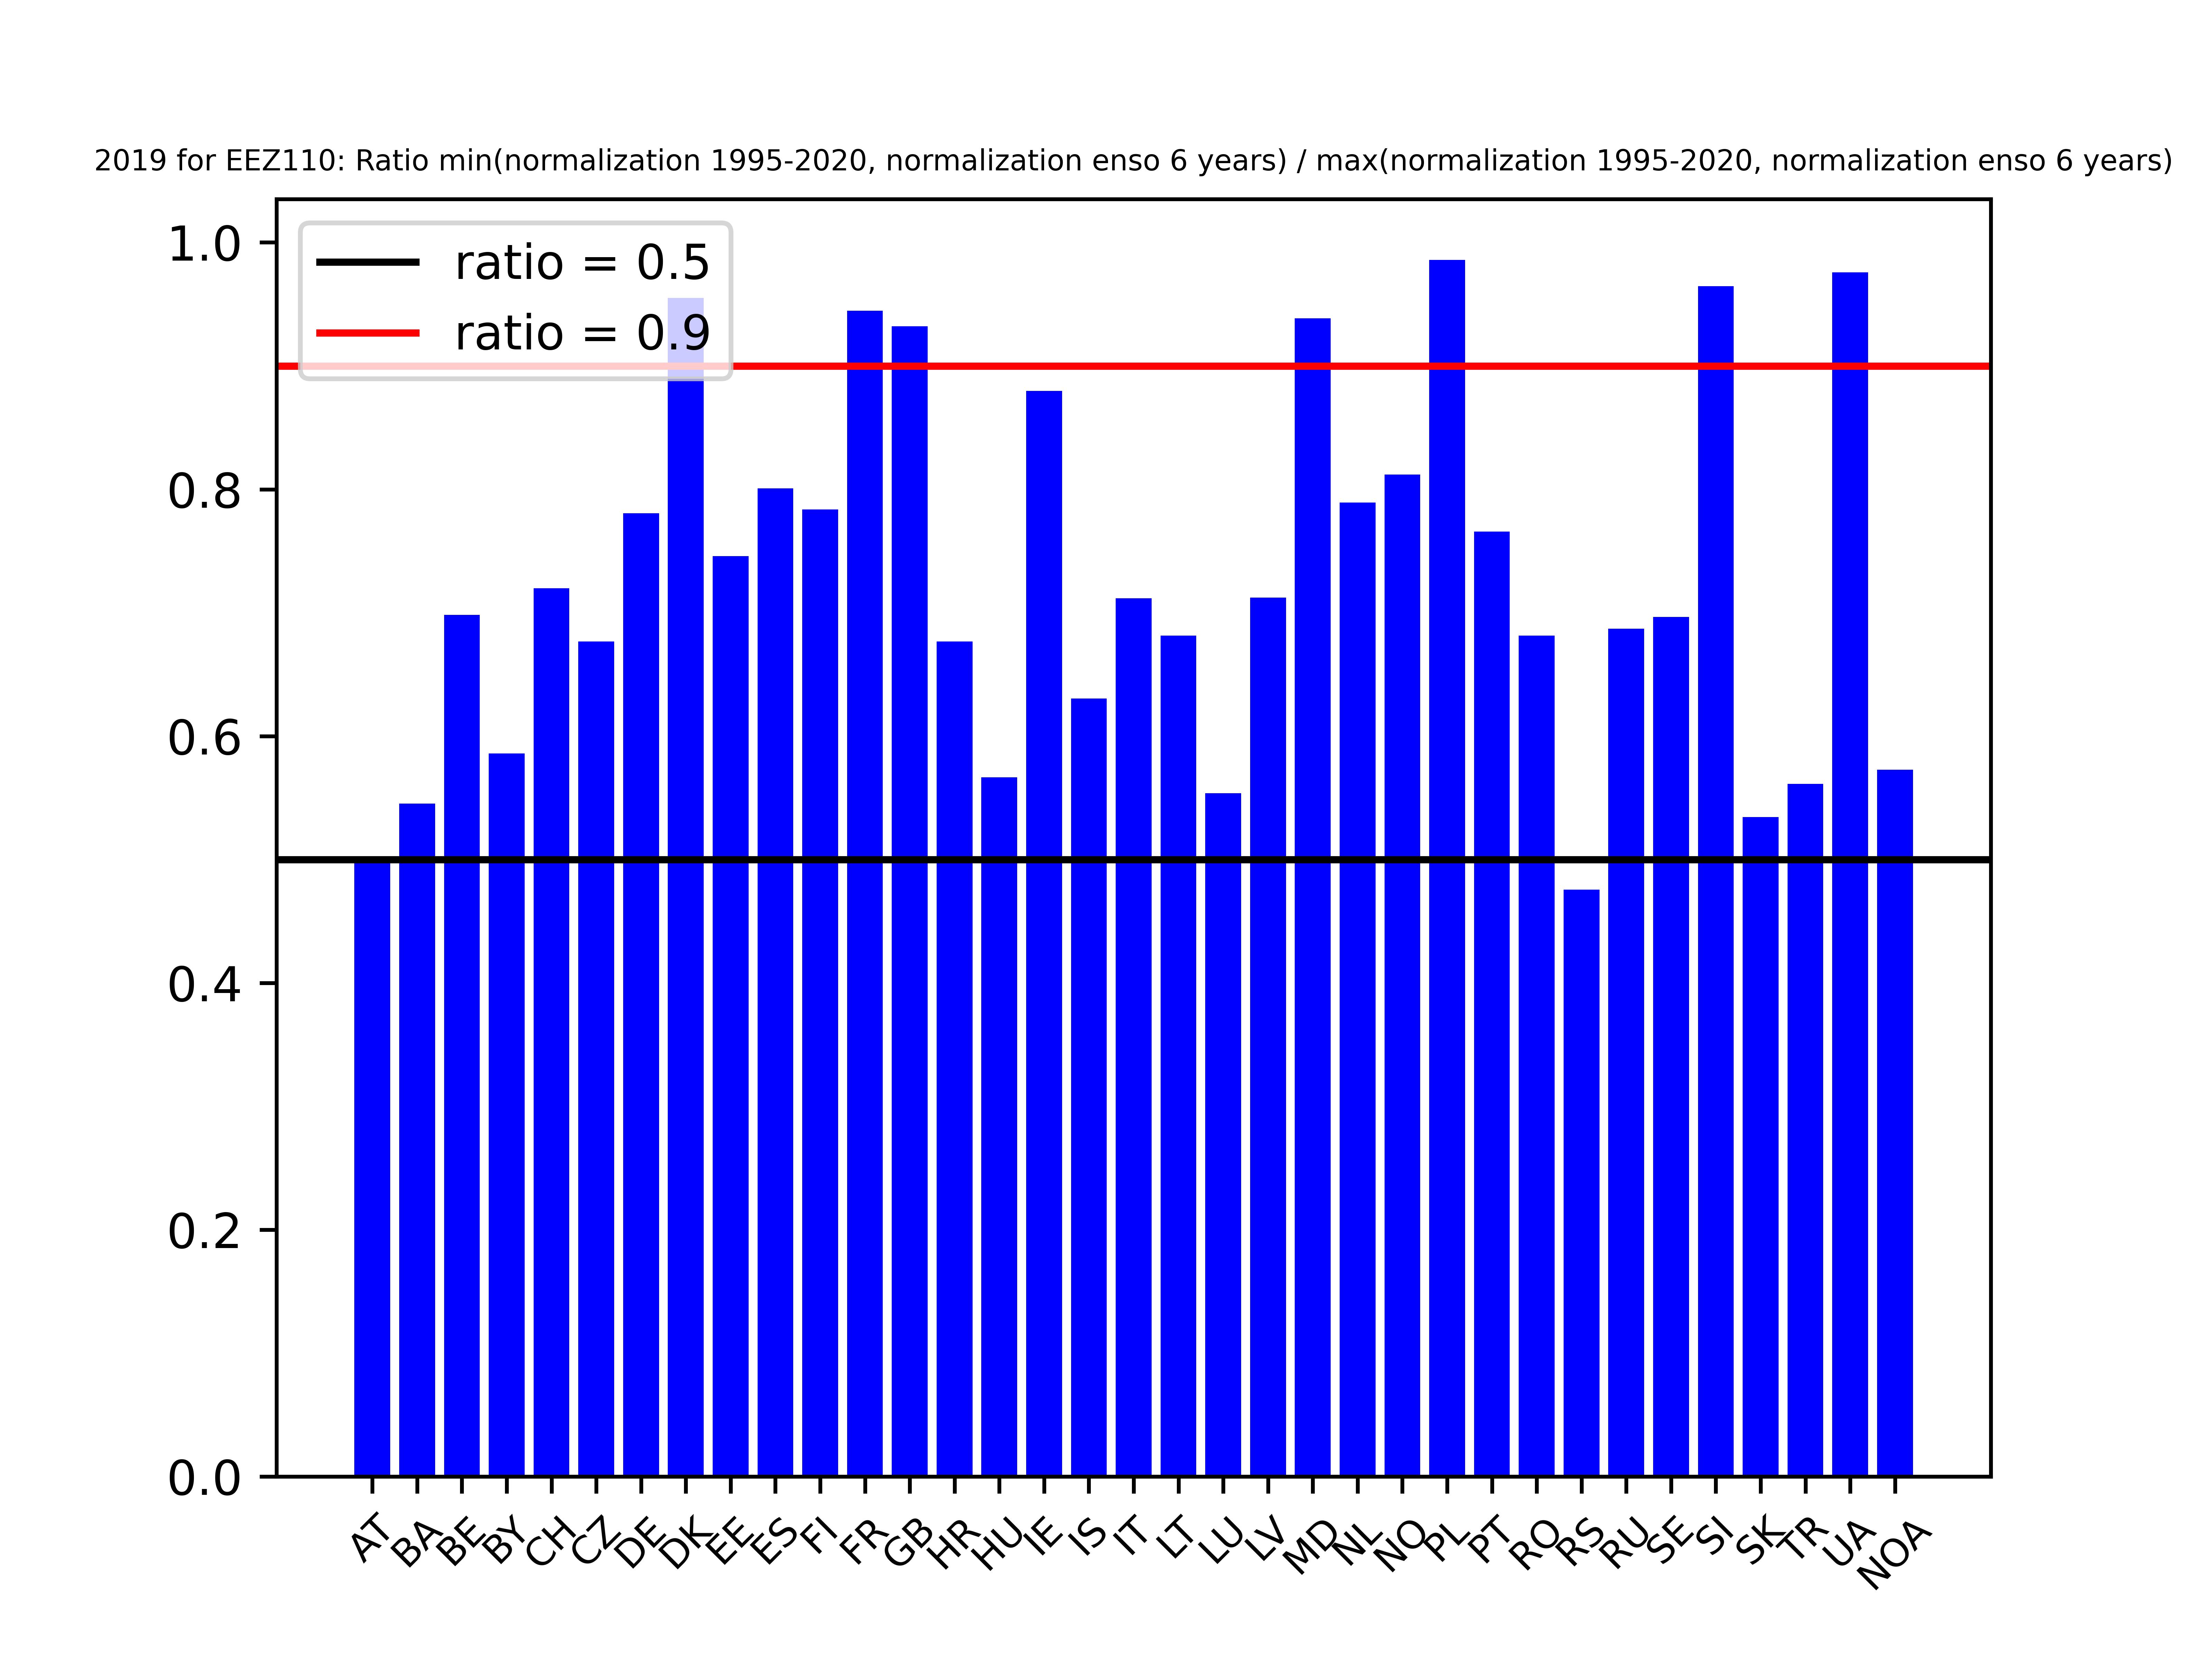 2019 for EEZ110: Ratio min(normalization 1995-2020, normalization enso 6 years) / max(normalization 1995-2020, normalization enso 6 years)
ratio = 0.5
ratio = 0.9
1.0
0.8
0.6
0.4
0.2
0.0
AT BA BE BY CH CZ DE DK EE ES FI FR GB HR HU IE IS IT LT LU LV MD NL NO PL PT RO RS RU SE SI SK TR UA NOA